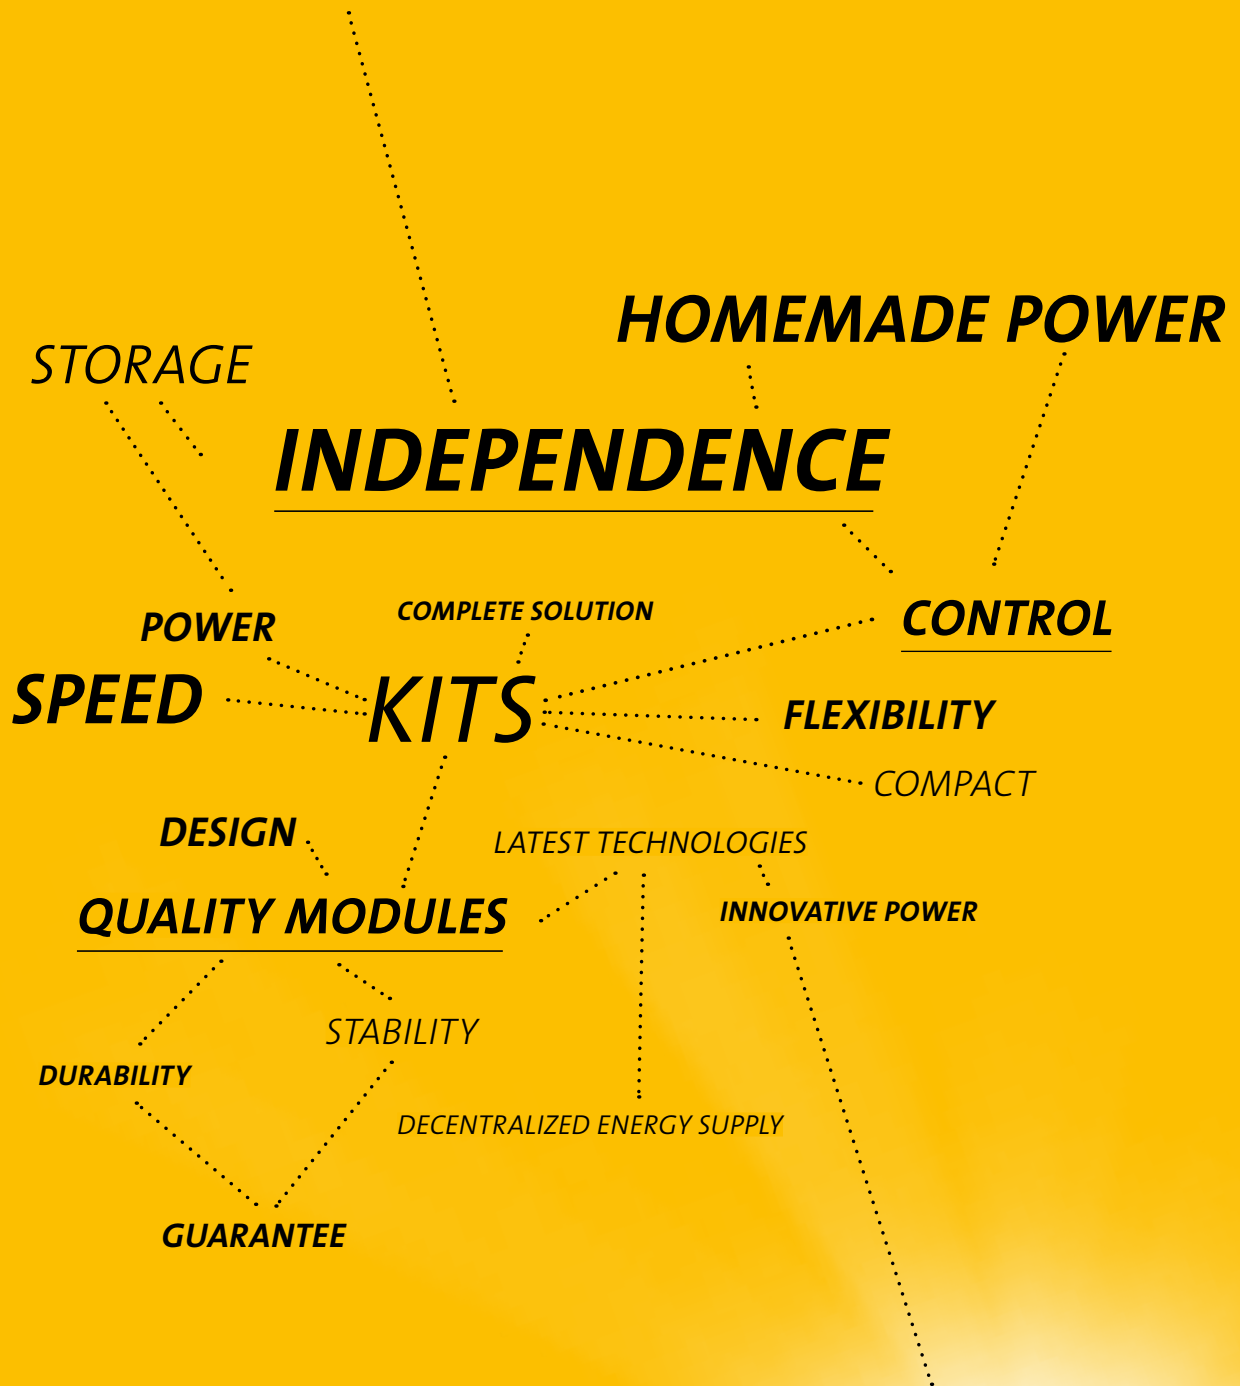 HOMEMADE POWER
STORAGE
INDEPENDENCE
COMPLETE SOLUTION
CONTROL
POWER
SPEED
KITS
FLEXIBILITY
COMPACT
DESIGN
LATEST TECHNOLOGIES
QUALITY MODULES
INNOVATIVE POWER
STABILITY
DURABILITY
DECENTRALIZED ENERGY SUPPLY
GUARANTEE